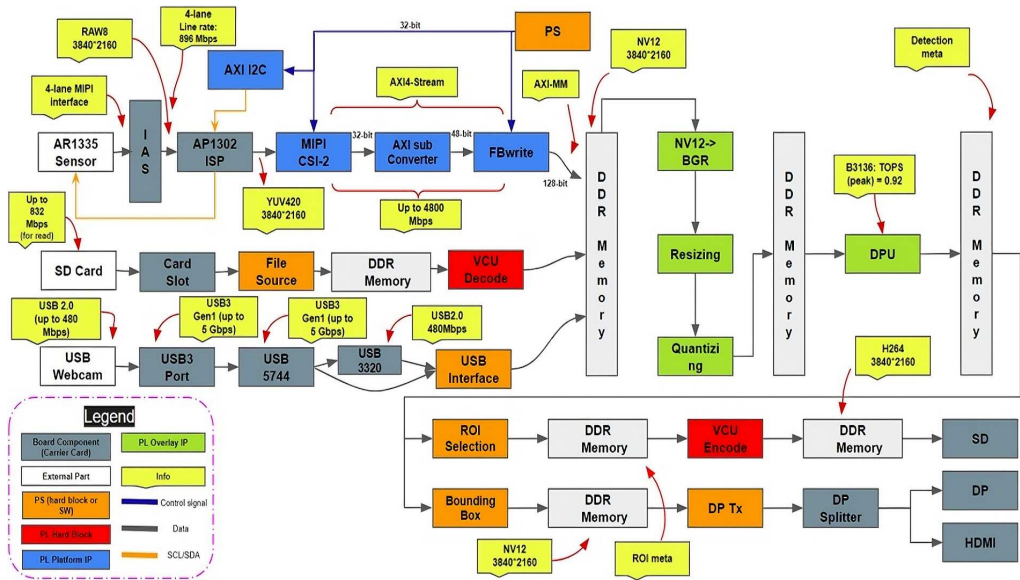 RAW8
3840*2160
4-lane
Line rate:
896 Mbps
4-lane MIPI
interface
AXI I2C
32-bit
PS
NV12
3840*2160
Detection
meta
AXI4-Stream
AXI-MM
AR1335
Sensor
I
A
S
AP1302
ISP
MIPI
CSI-2
32-bit
AXI sub
Converter
48-bit
FBwrite
128-bit
YUV420
3840*2160
Up to 4800
Mbps
DDR Memory
NV12->
BGR
Resizing
Quantizi
ng
DDR Memory
B3136: TOPS
(peak) = 0.92
DPU
DDR Memory
Up to
832
Mbps
(for read)
SD Card
Card
Slot
File
Source
DDR
Memory
VCU
Decode
USB 2.0
(up to 480
Mbps)
USB3
Gen1 (up to
5 Gbps)
USB3
Gen1 (up to
5 Gbps)
USB2.0
480Mbps
USB
Webcam
USB3
Port
USB
5744
USB
3320
USB
Interface
H264
3840*2160
ROI
Selection
DDR
Memory
VCU
Encode
DDR
Memory
SD
Bounding
Box
DDR
Memory
DP Tx
DP
Splitter
DP
HDMI
NV12
3840*2160
ROI meta
Legend
Board Component
(Carrier Card)
PL Overlay IP
External Part
Info
PS (hard block or
SW)
Control signal
PL Hard Block
Data
PL Platform IP
SCL/SDA